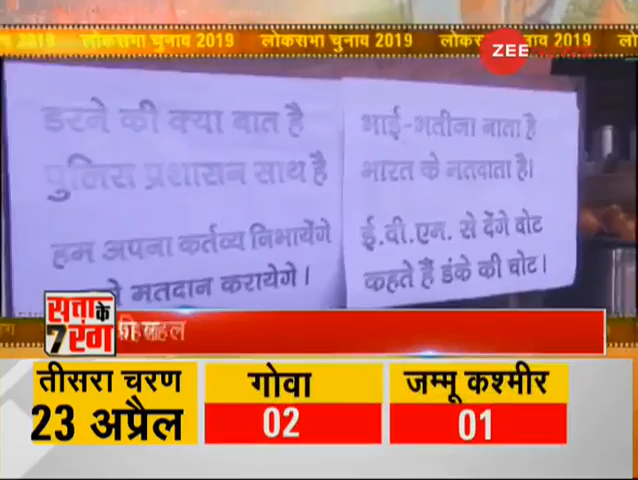 2019 लोकसभा चुनाव 2019 लोकसभा चुनाव 2019
ZEE
डरने की क्या बात है
पुलिस प्रशासन साथ है
हम अपना कर्तव्य निभायेंगे
मतदान करायेगे।
भाई-भतीना नाता है
भारत के मतदाता है।
ई.वी.एम. से देंगे वोट
कहते हैं डंके की चोट।
सत्ता के
7 रंग
तीसरा चरण
23 अप्रैल
गोवा
02
जम्मू कश्मीर
01